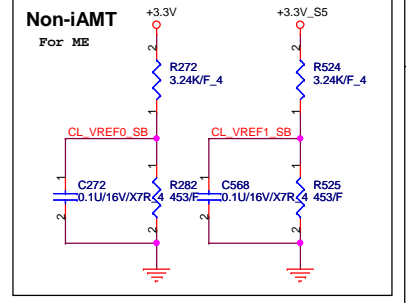 Non-iAMT
For ME
+3.3V
+3.3V_S5
2
R272
3.24K/F_4
1
2
R524
3.24K/F_4
1
CL_VREF0_SB
CL_VREF1_SB
1
C272
.0.1U/16V/X7R_4
2
1
R282
453/F
2
1
C568
.0.1U/16V/X7R_4
2
1
R525
453/F
2